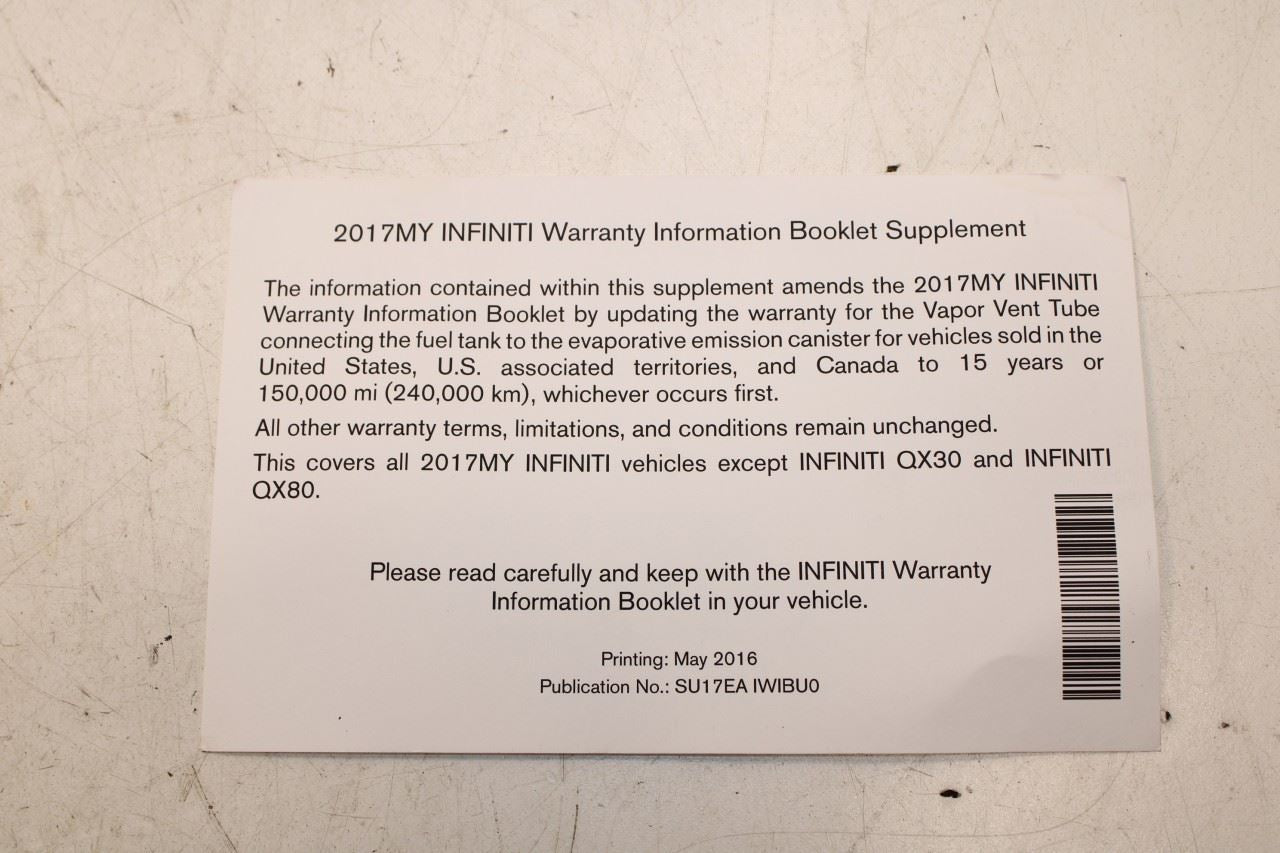 2017MY INFINITI Warranty Information Booklet Supplement
The information contained within this supplement amends the 2017MY INFINITI
Warranty Information Booklet by updating the warranty for the Vapor Vent Tube
connecting the fuel tank to the evaporative emission canister for vehicles sold in the
United States, U.S. associated territories, and Canada to 15 years or
150,000 mi (240,000 km), whichever occurs first.
All other warranty terms, limitations, and conditions remain unchanged.
This covers all 2017MY INFINITI vehicles except INFINITI QX30 and INFINITI
QX80.
Please read carefully and keep with the INFINITI Warranty
Information Booklet in your vehicle.
Printing: May 2016
Publication No.: SU17EA IWIBU0